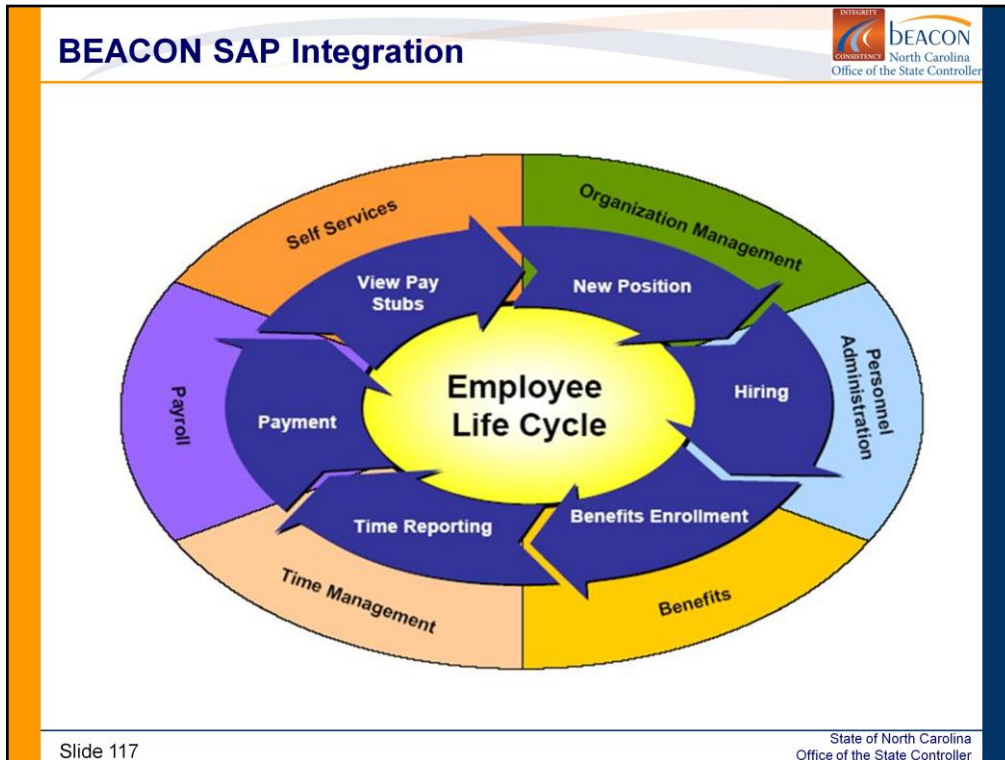 BEACON SAP Integration
INTEGRITY
CONSISTENCY
bEACON
North Carolina
Office of the State Controller
Self Services
Organization Management
View Pay
Stubs
New Position
Personnel
Administration
Payroll
Payment
Employee
Life Cycle
Hiring
Time Reporting
Benefits Enrollment
Time Management
Benefits
Slide 117
State of North Carolina
Office of the State Controller